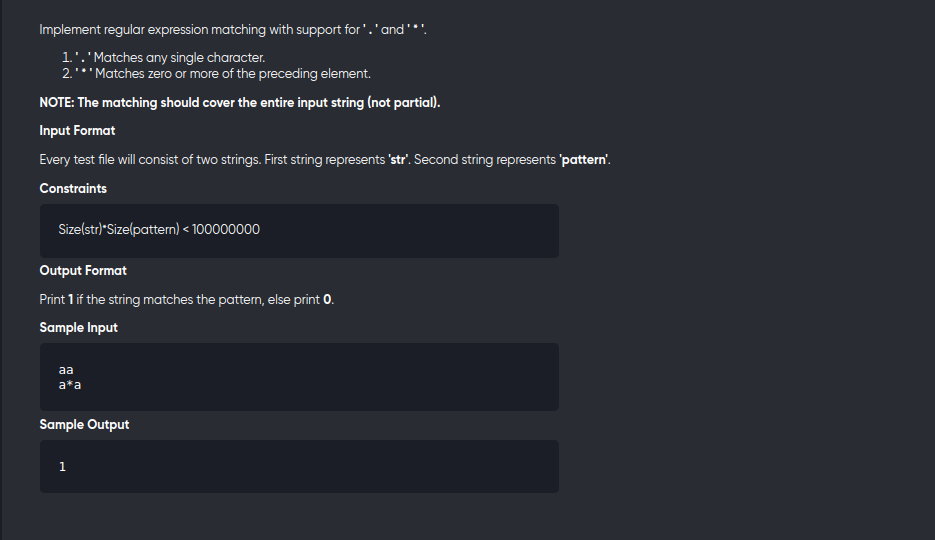 Implement regular expression matching with support for '.' and '*'.
1. '.' Matches any single character.
2. '*' Matches zero or more of the preceding element.
NOTE: The matching should cover the entire input string (not partial).
Input Format
Every test file will consist of two strings. First string represents 'str'. Second string represents 'pattern'.
Constraints
Size(str)*Size(pattern) < 100000000
Output Format
Print 1 if the string matches the pattern, else print 0.
Sample Input
aa
a*a
Sample Output
1